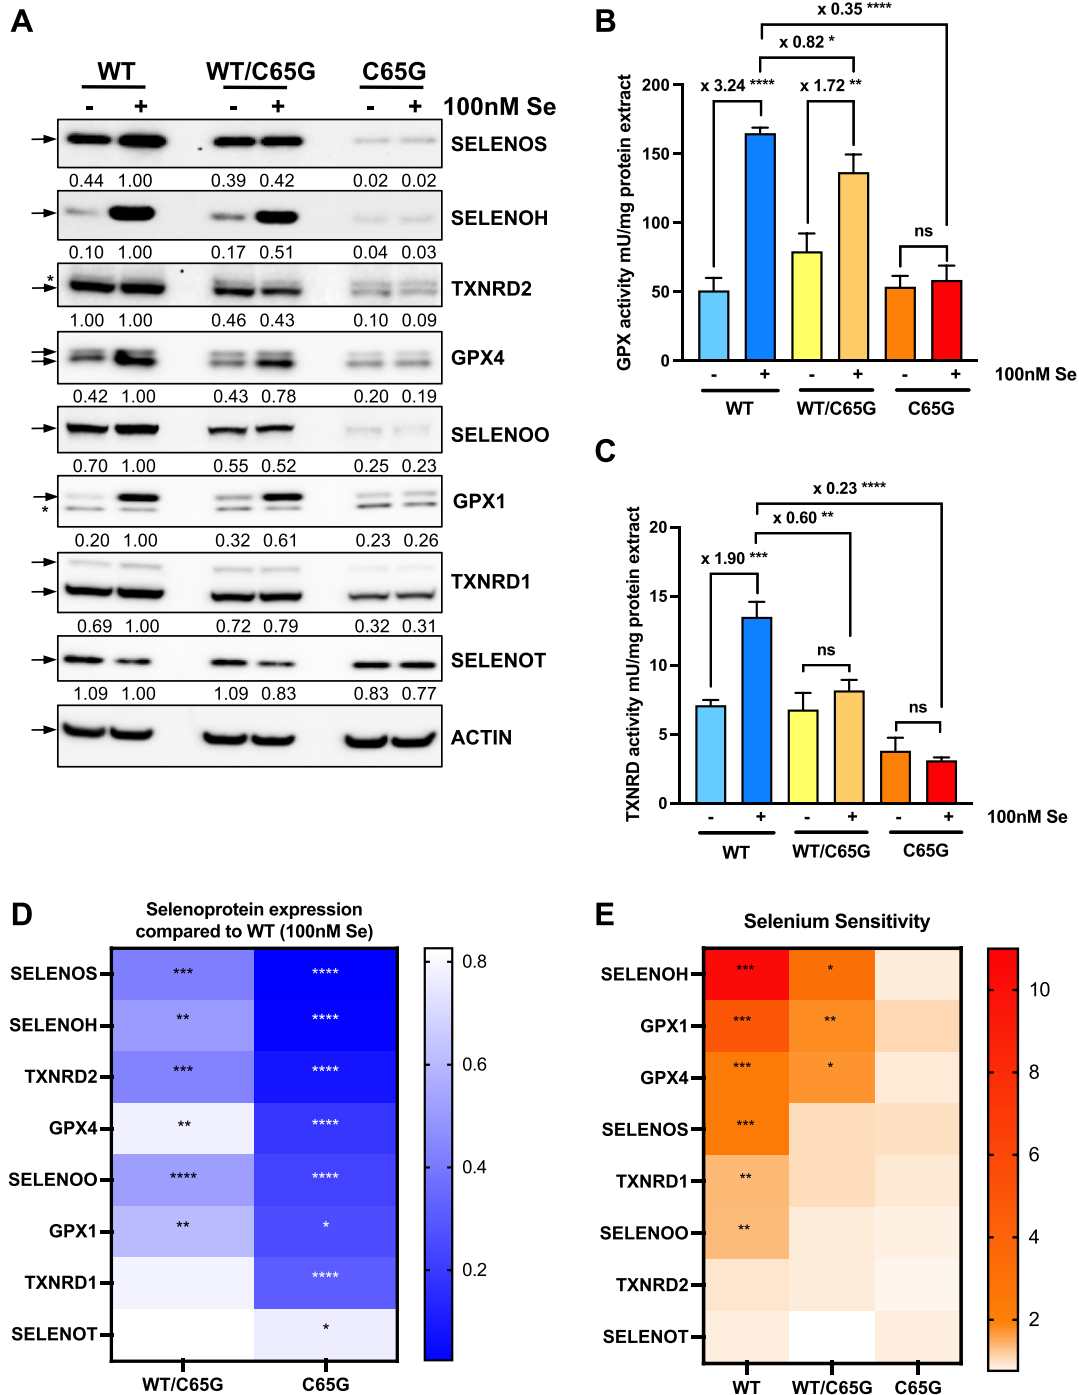 A
WT WT/C65G C65G
- + - + - + 100nM Se
SELENOS
0.44 1.00 0.39 0.42 0.02 0.02
SELENOH
0.10 1.00 0.17 0.51 0.04 0.03
*
TXNRD2
1.00 1.00 0.46 0.43 0.10 0.09
GPX4
0.42 1.00 0.43 0.78 0.20 0.19
SELENOO
0.70 1.00 0.55 0.52 0.25 0.23
GPX1
*
0.20 1.00 0.32 0.61 0.23 0.26
TXNRD1
0.69 1.00 0.72 0.79 0.32 0.31
SELENOT
1.09 1.00 1.09 0.83 0.83 0.77
ACTIN
B
x 0.35 ****
x 0.82 *
x 3.24 **** x 1.72 **
ns
GPX activity mU/mg protein extract
200
150
100
50
0
- + - + - + 100nM Se
WT WT/C65G C65G
C
x 0.23 ****
x 0.60 **
x 1.90 ***
ns
ns
TXNRD activity mU/mg protein extract
20
15
10
5
0
- + - + - + 100nM Se
WT WT/C65G C65G
D
Selenoprotein expression
compared to WT (100nM Se)
SELENOS *** ****
SELENOH ** ****
TXNRD2 *** ****
GPX4 ** ****
SELENOO **** ****
GPX1 ** *
TXNRD1 ****
SELENOT *
WT/C65G C65G
0.8
0.6
0.4
0.2
E
Selenium Sensitivity
SELENOH *** *
GPX1 *** **
GPX4 *** *
SELENOS ***
TXNRD1 **
SELENOO **
TXNRD2
SELENOT
WT WT/C65G C65G
10
8
6
4
2